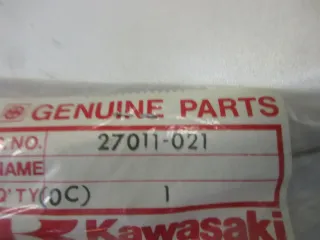 GENUINE PARTS
NO. 27011-021
NAME
Q'TY(0C) 1
Kawasaki